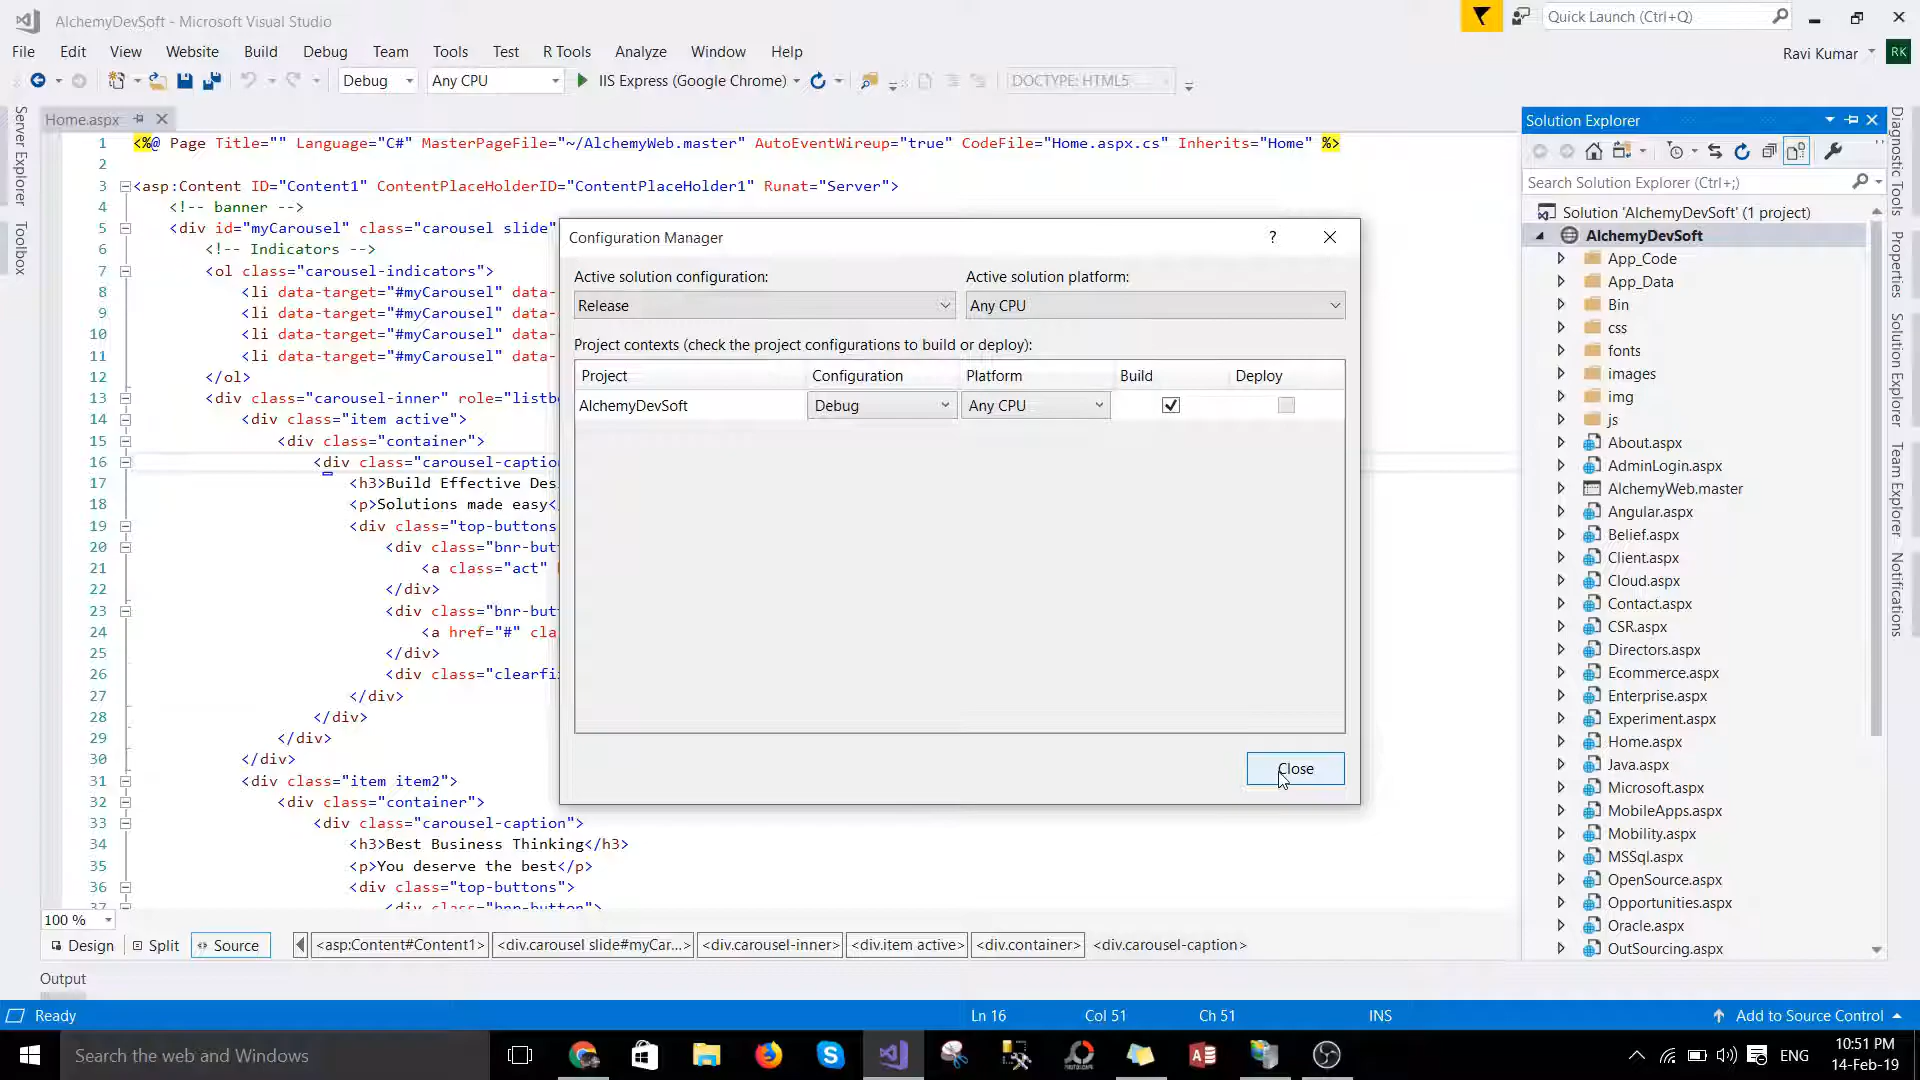 AlchemyDevSoft - Microsoft Visual Studio
Quick Launch (Ctrl+Q)
File Edit View Website Build Debug Team Tools Test R Tools Analyze Window Help
Ravi Kumar RK
Debug Any CPU IIS Express (Google Chrome) DOCTYPE: HTML5
Server Explorer
Toolbox
Home.aspx
1 <%@ Page Title="" Language="C#" MasterPageFile="~/AlchemyWeb.master" AutoEventWireup="true" CodeFile="Home.aspx.cs" Inherits="Home" %>
2
3 <asp:Content ID="Content1" ContentPlaceHolderID="ContentPlaceHolder1" Runat="Server">
4 <!-- banner -->
5 <div id="myCarousel" class="carousel slide"
6 <!-- Indicators -->
7 <ol class="carousel-indicators">
8 <li data-target="#myCarousel" data-
9 <li data-target="#myCarousel" data-
10 <li data-target="#myCarousel" data-
11 <li data-target="#myCarousel" data-
12 </ol>
13 <div class="carousel-inner" role="listbo
14 <div class="item active">
15 <div class="container">
16 <div class="carousel-captio
17 <h3>Build Effective Des
18 <p>Solutions made easy<
19 <div class="top-buttons
20 <div class="bnr-but
21 <a class="act"
22 </div>
23 <div class="bnr-but
24 <a href="#" cla
25 </div>
26 <div class="clearfi
27 </div>
28 </div>
29 </div>
30 </div>
31 <div class="item item2">
32 <div class="container">
33 <div class="carousel-caption">
34 <h3>Best Business Thinking</h3>
35 <p>You deserve the best</p>
36 <div class="top-buttons">
37 <div class="bnr-button">
Configuration Manager
?
Active solution configuration: Active solution platform:
Release Any CPU
Project contexts (check the project configurations to build or deploy):
Project Configuration Platform Build Deploy
AlchemyDevSoft Debug Any CPU
Close
Solution Explorer
Search Solution Explorer (Ctrl+;)
Solution 'AlchemyDevSoft' (1 project)
AlchemyDevSoft
App_Code
App_Data
Bin
css
fonts
images
img
js
About.aspx
AdminLogin.aspx
AlchemyWeb.master
Angular.aspx
Belief.aspx
Client.aspx
Cloud.aspx
Contact.aspx
CSR.aspx
Directors.aspx
Ecommerce.aspx
Enterprise.aspx
Experiment.aspx
Home.aspx
Java.aspx
Microsoft.aspx
MobileApps.aspx
Mobility.aspx
MSSql.aspx
OpenSource.aspx
Opportunities.aspx
Oracle.aspx
OutSourcing.aspx
Diagnostic Tools
Properties
Solution Explorer
Team Explorer
Notifications
100 %
Design Split Source <asp:Content#Content1> <div.carousel slide#myCar...> <div.carousel-inner> <div.item active> <div.container> <div.carousel-caption>
Output
Ready Ln 16 Col 51 Ch 51 INS Add to Source Control
Search the web and Windows
ENG
10:51 PM
14-Feb-19